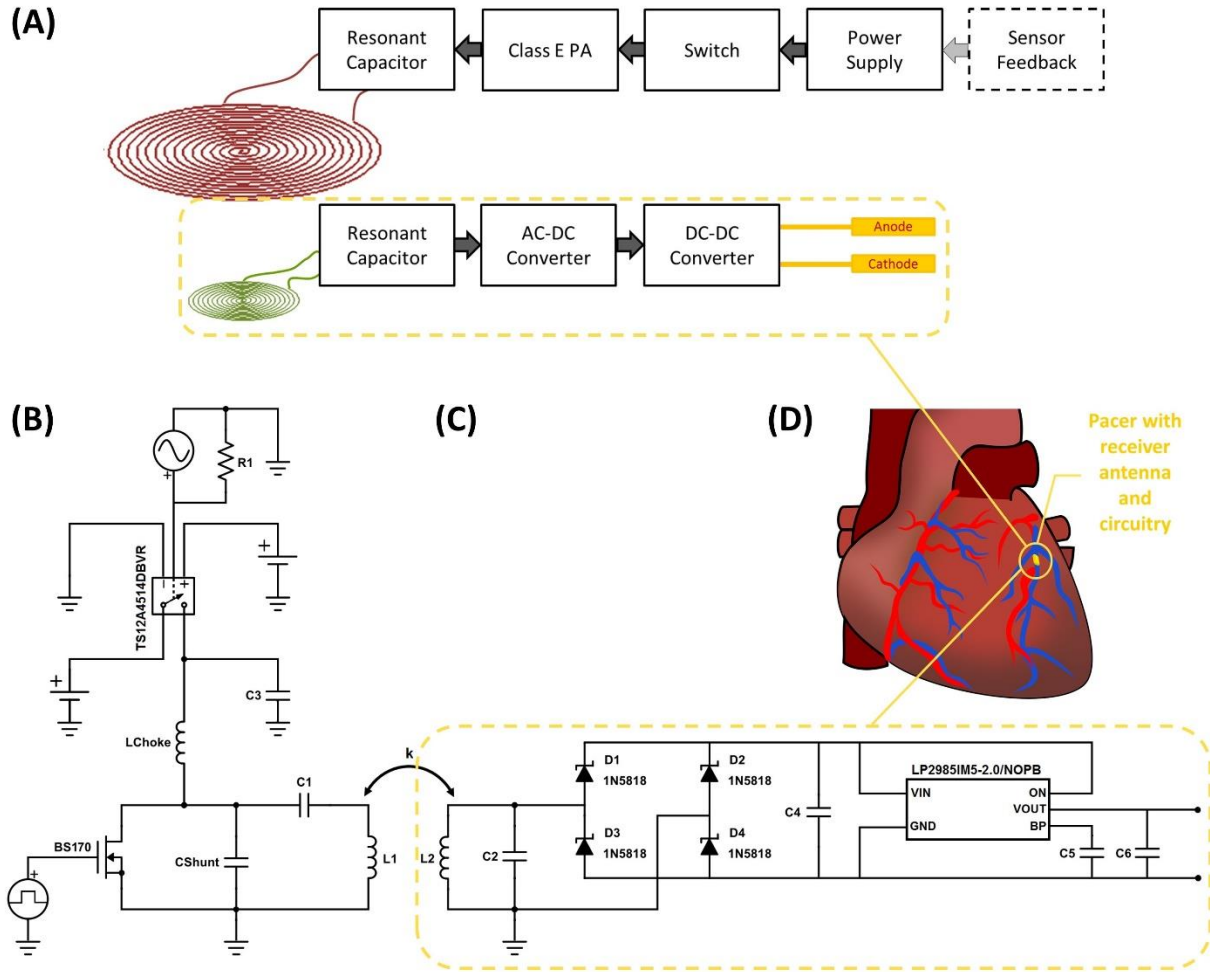 (A)
Resonant
Capacitor
Class E PA
Switch
Power
Supply
Sensor
Feedback
Resonant
Capacitor
AC-DC
Converter
DC-DC
Converter
Anode
Cathode
(B)
(C)
(D)
Pacer with
receiver
antenna
and
circuitry
R1
+
+
- +
TS12A4514DBVR
+
C3
LChoke
C1
k
BS170
CShunt
L1
+
L2
C2
D1
1N5818
D2
1N5818
D3
1N5818
D4
1N5818
C4
LP2985IM5-2.0/NOPB
VIN
ON
VOUT
GND
BP
C5
C6